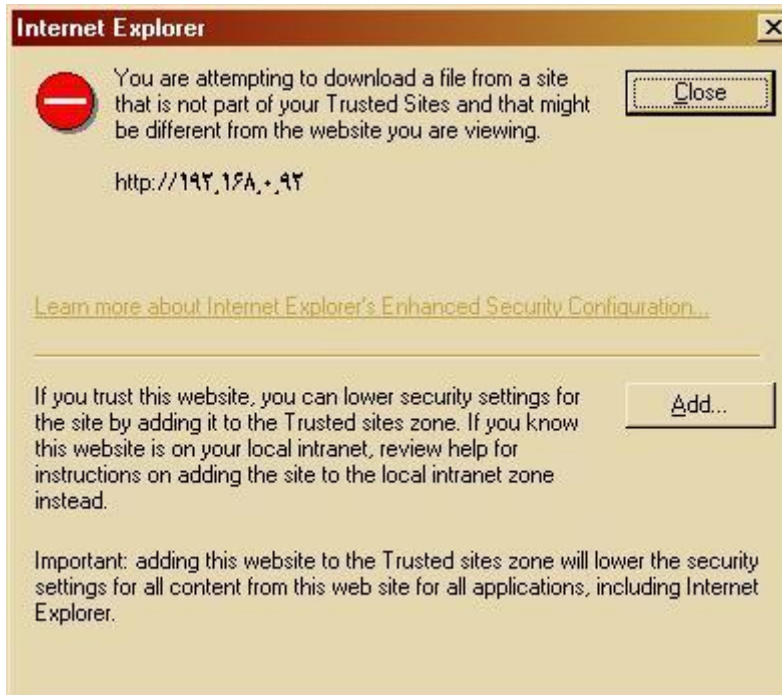 Internet Explorer
You are attempting to download a file from a site
that is not part of your Trusted Sites and that might
be different from the website you are viewing.
Close
http://۱۹۲,۱۶۸,۰,۹۲
Learn more about Internet Explorer's Enhanced Security Configuration...
If you trust this website, you can lower security settings for
the site by adding it to the Trusted sites zone. If you know
this website is on your local intranet, review help for
instructions on adding the site to the local intranet zone
instead.
Add...
Important: adding this website to the Trusted sites zone will lower the security
settings for all content from this web site for all applications, including Internet
Explorer.